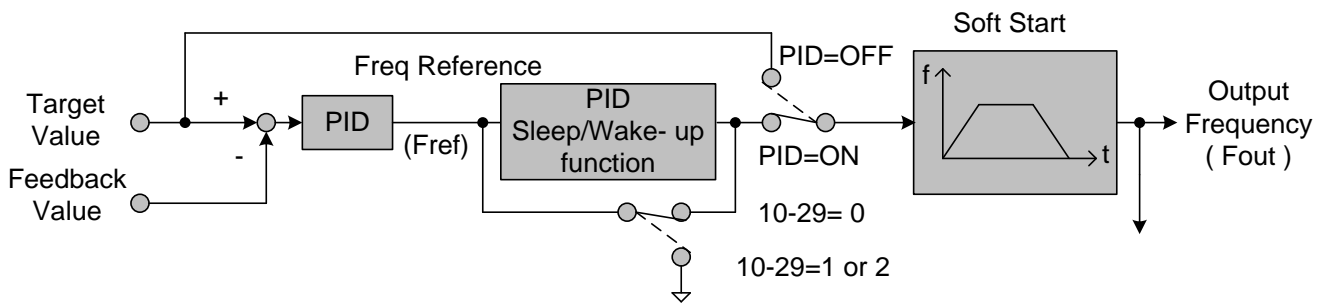 Soft Start
PID=OFF
Freq Reference
f
Target
Value
+
PID
PID
Sleep/Wake- up
function
Output
Frequency
( Fout )
-
(Fref)
PID=ON
t
Feedback
Value
10-29= 0
10-29=1 or 2